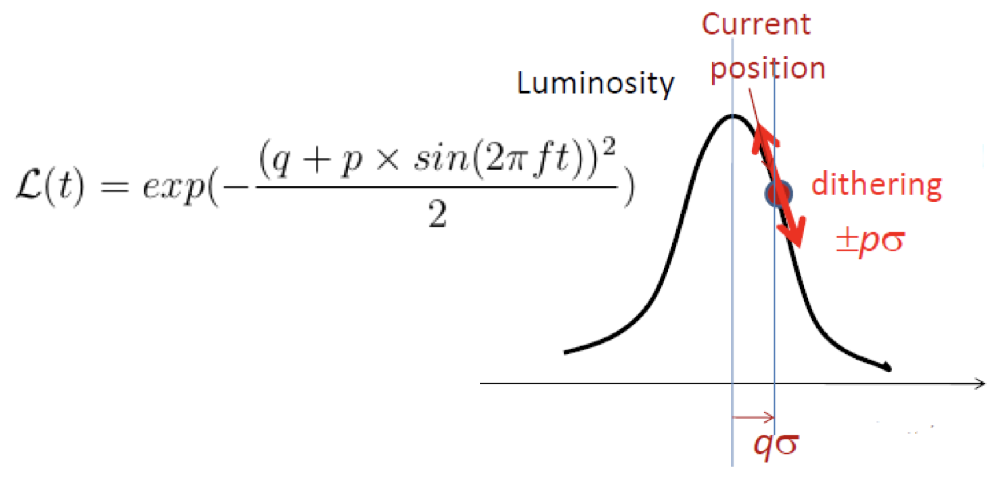 Current
position
Luminosity
ℒ(t) = exp(−(q + p × sin(2πft))²/2)
dithering
±pσ
qσ